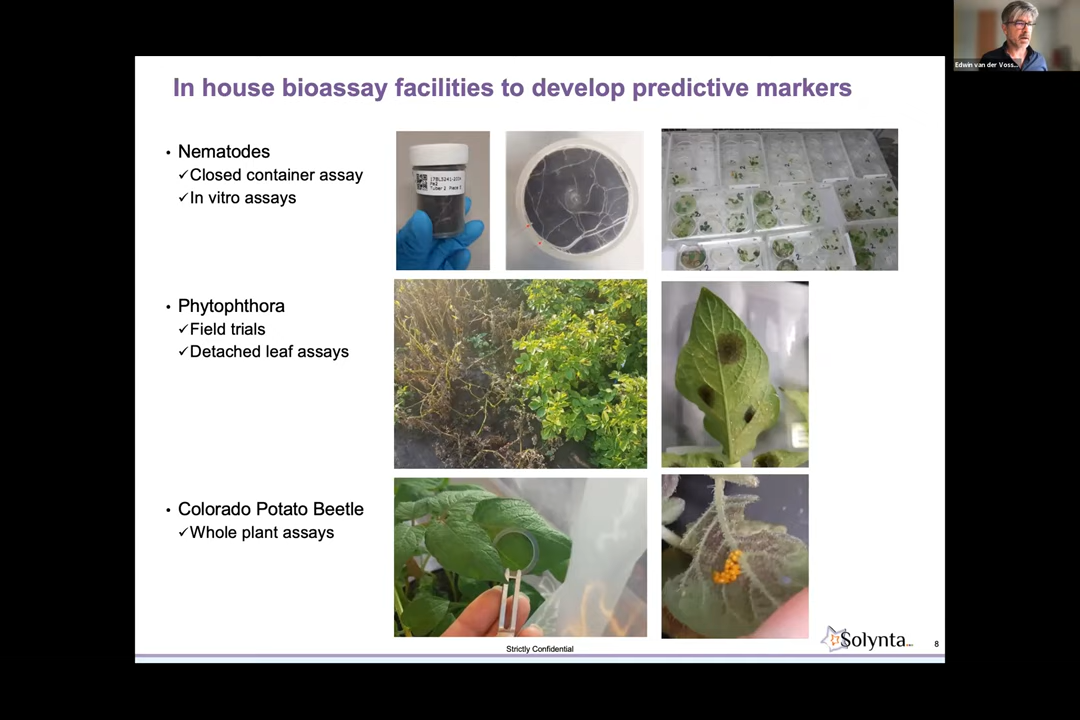 In house bioassay facilities to develop predictive markers
• Nematodes
✓Closed container assay
✓In vitro assays
• Phytophthora
✓Field trials
✓Detached leaf assays
• Colorado Potato Beetle
✓Whole plant assays
Strictly Confidential
Solynta
8
Edwin van der Voss...